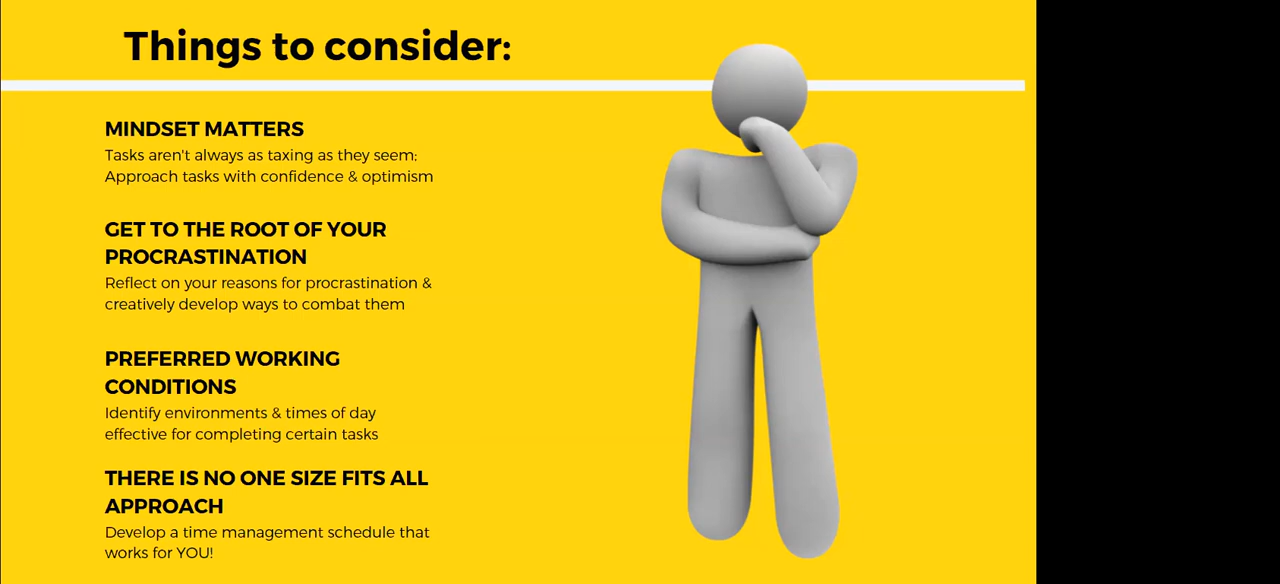 Things to consider:
MINDSET MATTERS
Tasks aren't always as taxing as they seem;
Approach tasks with confidence & optimism
GET TO THE ROOT OF YOUR
PROCRASTINATION
Reflect on your reasons for procrastination &
creatively develop ways to combat them
PREFERRED WORKING
CONDITIONS
Identify environments & times of day
effective for completing certain tasks
THERE IS NO ONE SIZE FITS ALL
APPROACH
Develop a time management schedule that
works for YOU!